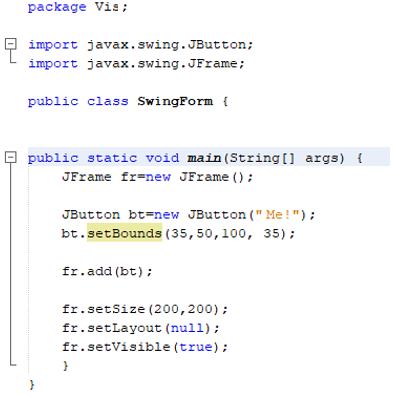 package Vis;
import javax.swing.JButton;
import javax.swing.JFrame;
public class SwingForm {
public static void main(String[] args) {
JFrame fr=new JFrame();
JButton bt=new JButton("Me!");
bt.setBounds(35,50,100, 35);
fr.add(bt);
fr.setSize(200,200);
fr.setLayout(null);
fr.setVisible(true);
}
}